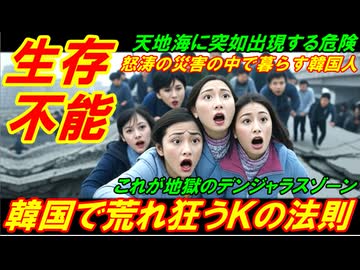 天地海に突如出現する危険
怒涛の災害の中で暮らす韓国人
生存
不能
これが地獄のデンジャラスゾーン
韓国で荒れ狂うKの法則